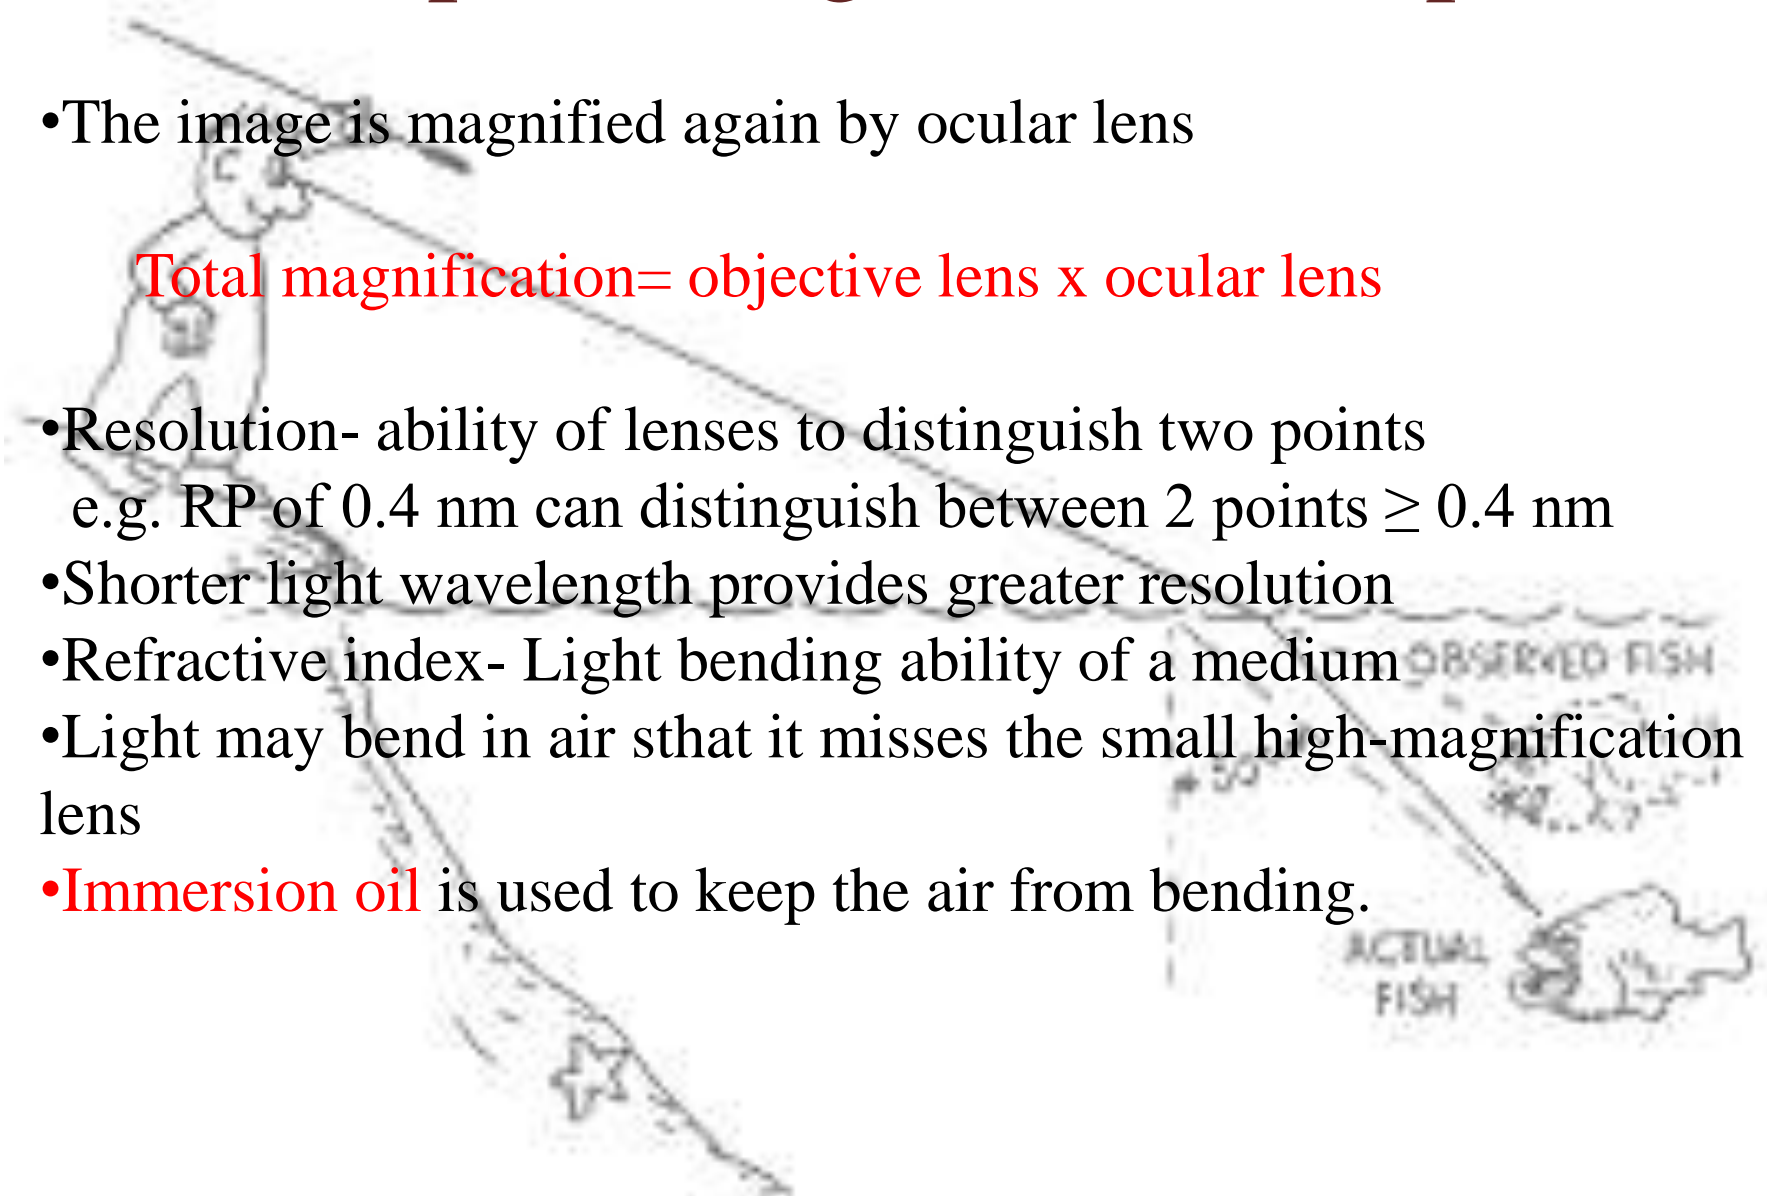 •The image is magnified again by ocular lens
Total magnification= objective lens x ocular lens
•Resolution- ability of lenses to distinguish two points
e.g. RP of 0.4 nm can distinguish between 2 points ≥ 0.4 nm
•Shorter light wavelength provides greater resolution
•Refractive index- Light bending ability of a medium
OBSERVED FISH
•Light may bend in air sthat it misses the small high-magnification
lens
•Immersion oil is used to keep the air from bending.
ACTUAL
FISH